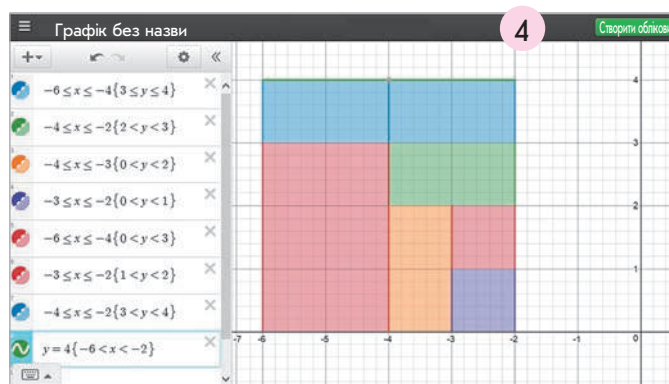 Графік без назви
4
Створити обліковий
-6≤x≤-4{3≤y≤4}
-4≤x≤-2{2<y<3}
-4≤x≤-3{0<y<2}
-3≤x≤-2{0<y<1}
-6≤x≤-4{0<y<3}
-3≤x≤-2{1<y<2}
-4≤x≤-2{3<y<4}
y=4{-6<x<-2}
4
3
2
1
-7 -6 -5 -4 -3 -2 -1 0